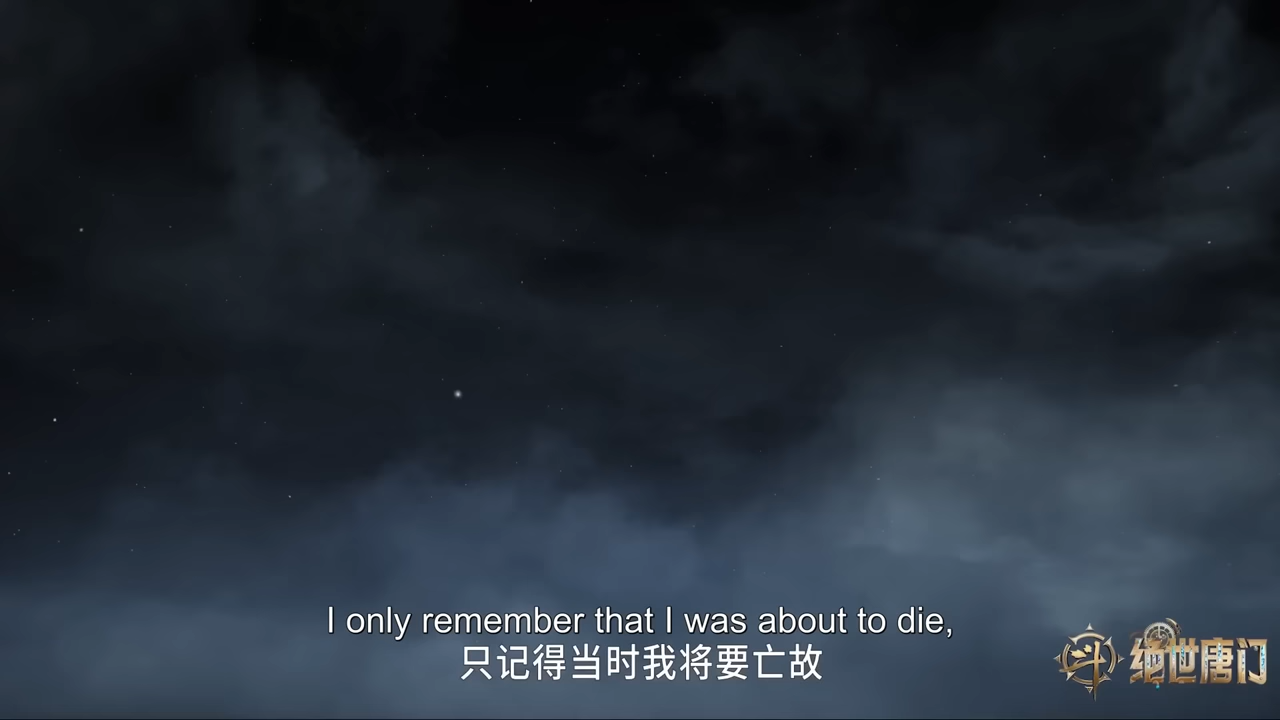 I only remember that I was about to die,
只记得当时我将要亡故
斗 绝世唐门